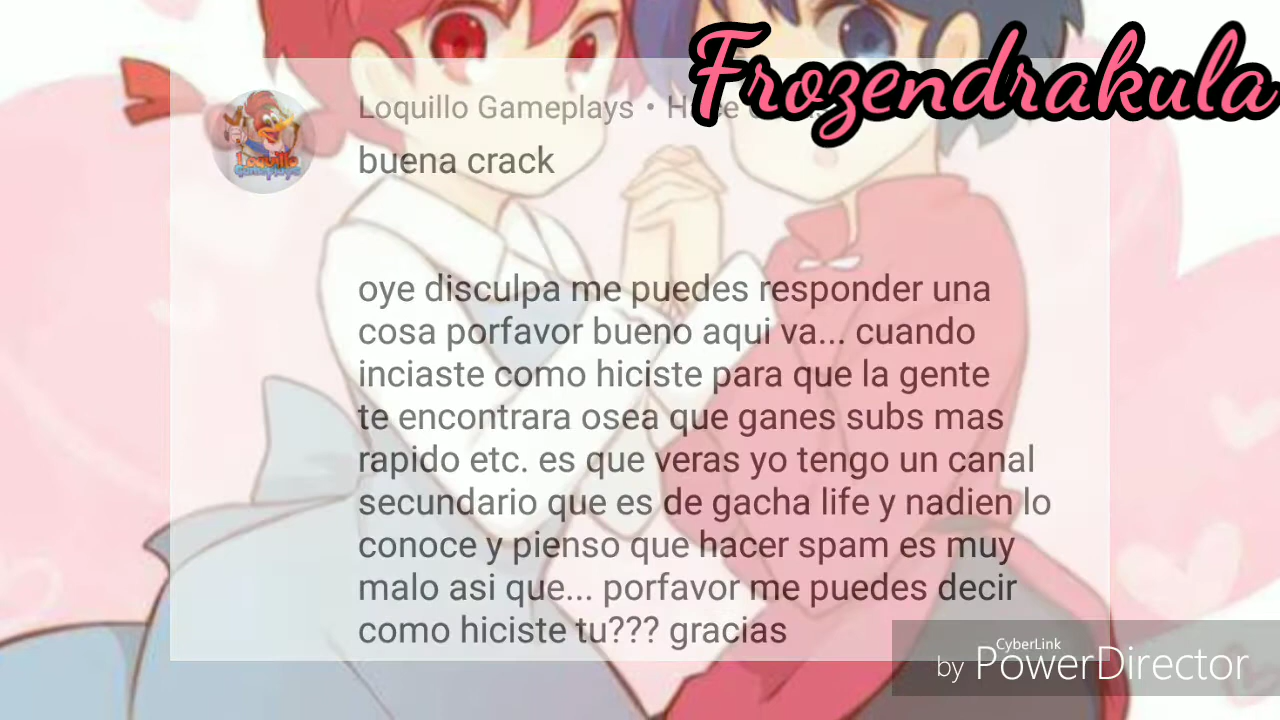 Frozendrakula
Loquillo Gameplays •
buena crack
oye disculpa me puedes responder una
cosa porfavor bueno aqui va... cuando
inciaste como hiciste para que la gente
te encontrara osea que ganes subs mas
rapido etc. es que veras yo tengo un canal
secundario que es de gacha life y nadien lo
conoce y pienso que hacer spam es muy
malo asi que... porfavor me puedes decir
como hiciste tu??? gracias
Loquillo
Gameplays
CyberLink
by PowerDirector